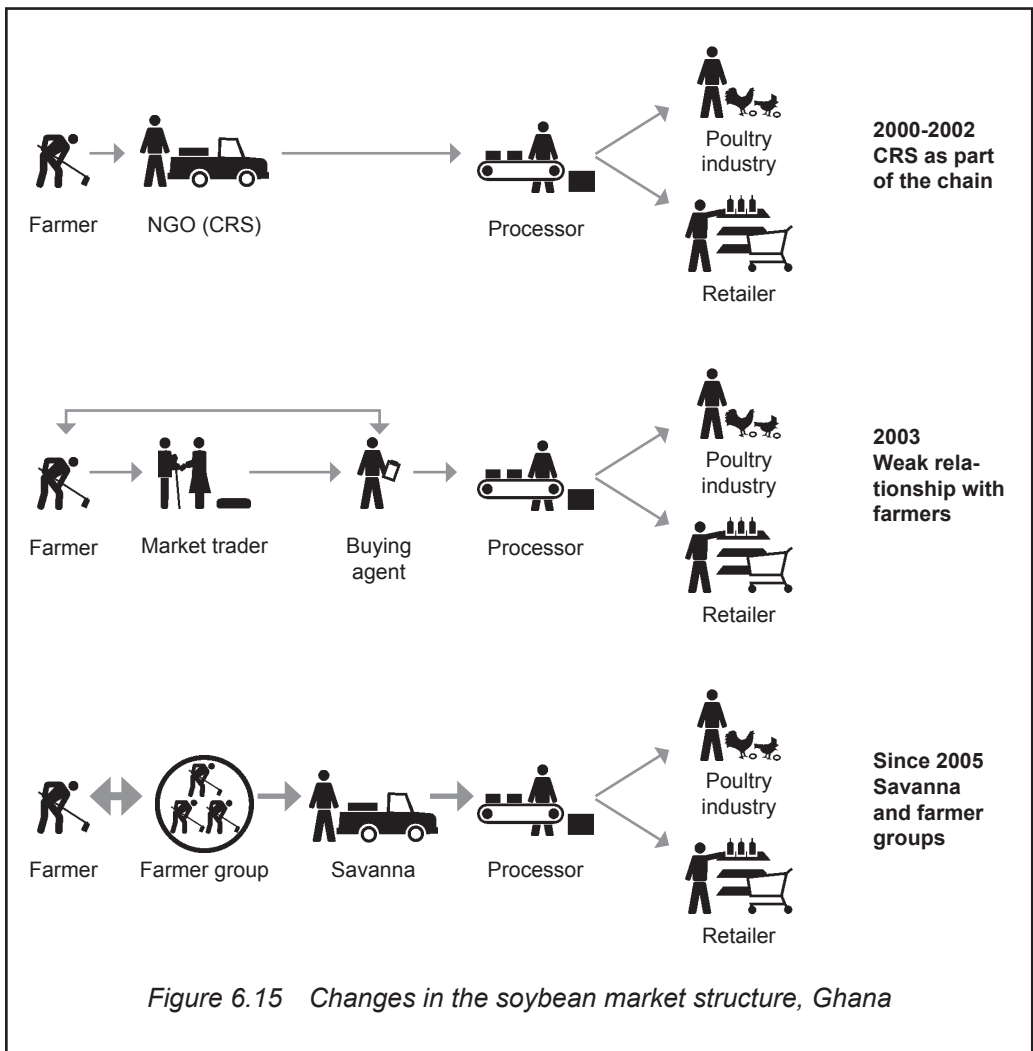 Poultry
industry
2000-2002
CRS as part
of the chain
Farmer
NGO (CRS)
Processor
Retailer
Poultry
industry
2003
Weak rela-
tionship with
farmers
Farmer
Market trader
Buying
agent
Processor
Retailer
Poultry
industry
Since 2005
Savanna
and farmer
groups
Farmer
Farmer group
Savanna
Processor
Retailer
Figure 6.15 Changes in the soybean market structure, Ghana